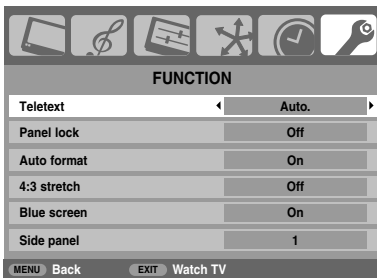 FUNCTION
Teletext Auto.
Panel lock Off
Auto format On
4:3 stretch Off
Blue screen On
Side panel 1
MENU Back EXIT Watch TV